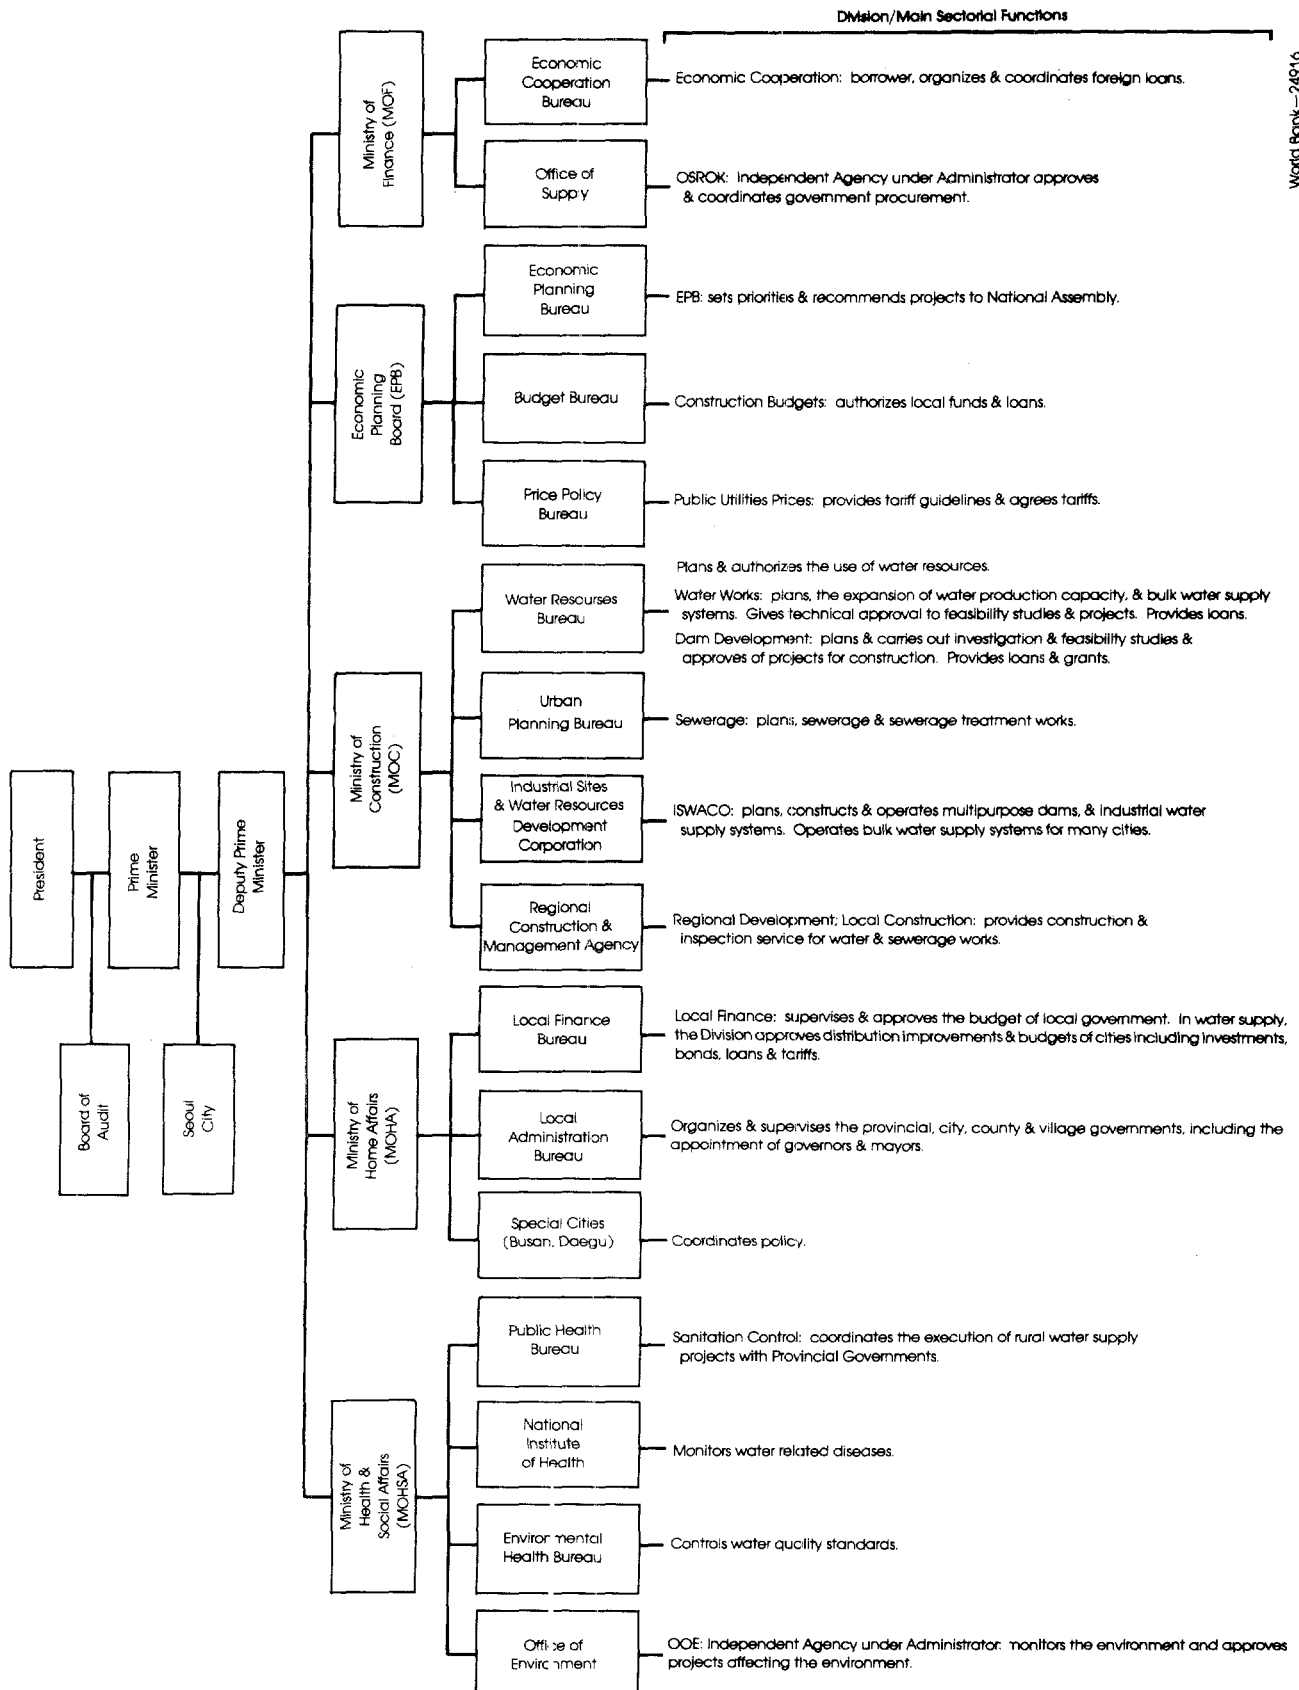 Division/Main Sectorial Functions
World Bank—24916
President
Prime
Minister
Deputy Prime
Minister
Board of
Audit
Seoul
City
Ministry of
Finance (MOF)
Economic
Cooperation
Bureau
Economic Cooperation: borrower, organizes & coordinates foreign loans.
Office of
Supply
OSROK: Independent Agency under Administrator approves
& coordinates government procurement.
Economic
Planning
Board (EPB)
Economic
Planning
Bureau
EPB: sets priorities & recommends projects to National Assembly.
Budget Bureau
Construction Budgets: authorizes local funds & loans.
Price Policy
Bureau
Public Utilities Prices: provides tariff guidelines & agrees tariffs.
Ministry of
Construction
(MOC)
Water Resourses
Bureau
Plans & authorizes the use of water resources.
Water Works: plans, the expansion of water production capacity, & bulk water supply
systems. Gives technical approval to feasibility studies & projects. Provides loans.
Dam Development: plans & carries out investigation & feasibility studies &
approves of projects for construction. Provides loans & grants.
Urban
Planning Bureau
Sewerage: plans, sewerage & sewerage treatment works.
Industrial Sites
& Water Resources
Development
Corporation
ISWACO: plans, constructs & operates multipurpose dams, & industrial water
supply systems. Operates bulk water supply systems for many cities.
Regional
Construction &
Management Agency
Regional Development; Local Construction: provides construction &
inspection service for water & sewerage works.
Ministry of
Home Affairs
(MOHA)
Local Finance
Bureau
Local Finance: supervises & approves the budget of local government. In water supply,
the Division approves distribution improvements & budgets of cities including investments,
bonds, loans & tariffs.
Local
Administration
Bureau
Organizes & supervises the provincial, city, county & village governments, including the
appointment of governors & mayors.
Special Cities
(Busan, Daegu)
Coordinates policy.
Ministry of
Health &
Social Affairs
(MOHSA)
Public Health
Bureau
Sanitation Control: coordinates the execution of rural water supply
projects with Provincial Governments.
National
Institute
of Health
Monitors water related diseases.
Environmental
Health Bureau
Controls water quality standards.
Office of
Environment
OOE: Independent Agency under Administrator: monitors the environment and approves
projects affecting the environment.